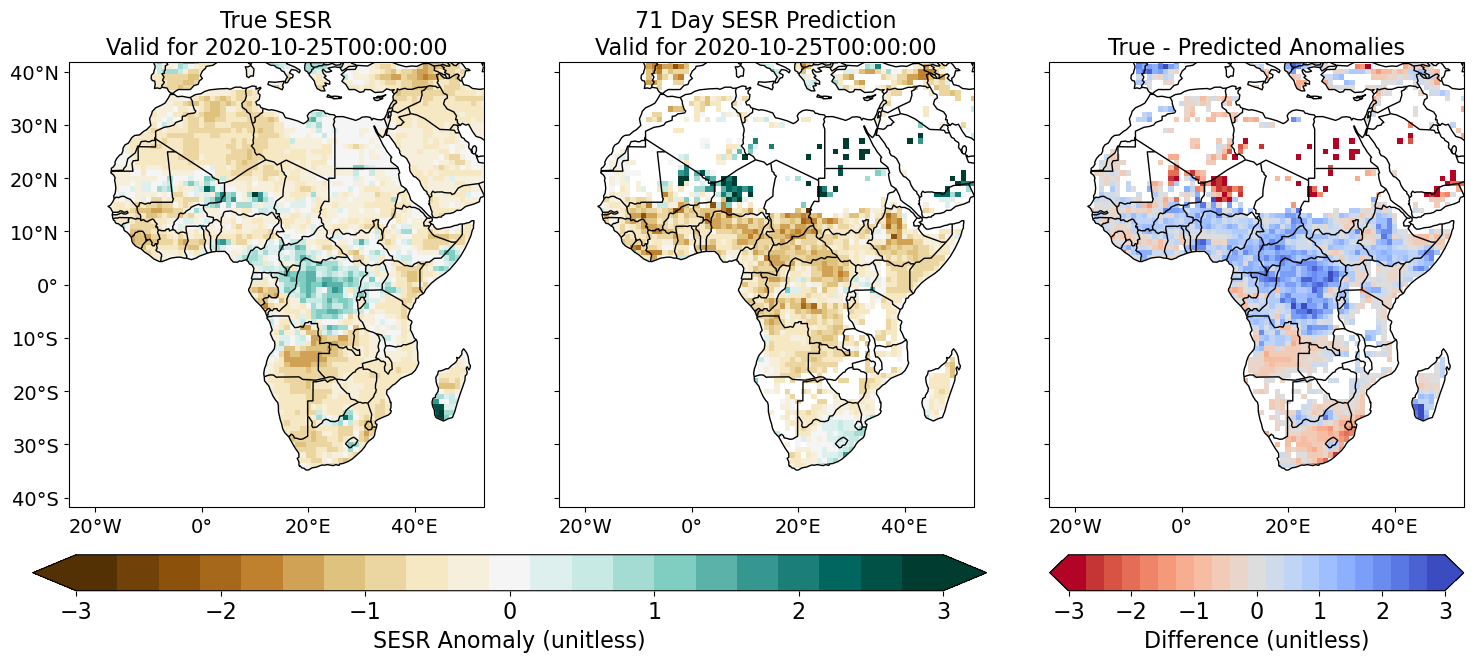 True SESR
Valid for 2020-10-25T00:00:00
71 Day SESR Prediction
Valid for 2020-10-25T00:00:00
True - Predicted Anomalies
40°N
30°N
20°N
10°N
0°
10°S
20°S
30°S
40°S
20°W 0° 20°E 40°E
20°W 0° 20°E 40°E
20°W 0° 20°E 40°E
−3 −2 −1 0 1 2 3
SESR Anomaly (unitless)
−3 −2 −1 0 1 2 3
Difference (unitless)